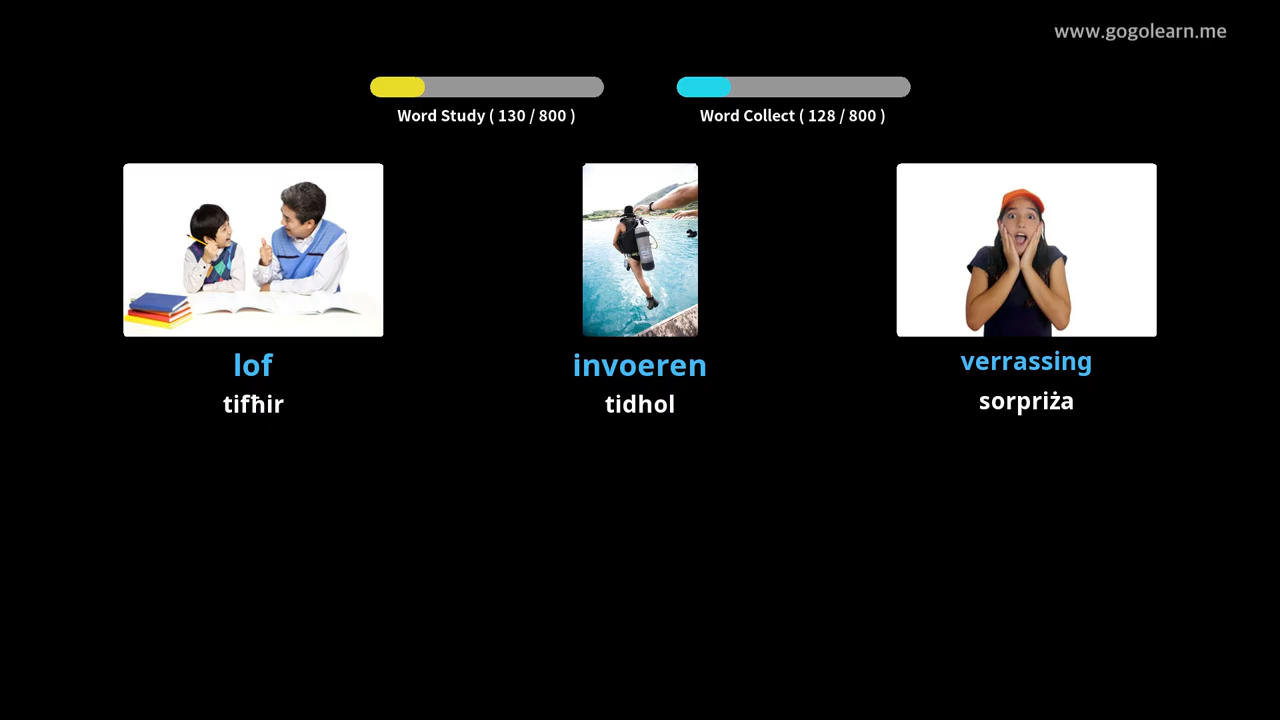 www.gogolearn.me
Word Study ( 130 / 800 )
Word Collect ( 128 / 800 )
lof
invoeren
verrassing
tifħir
tidhol
sorpriża